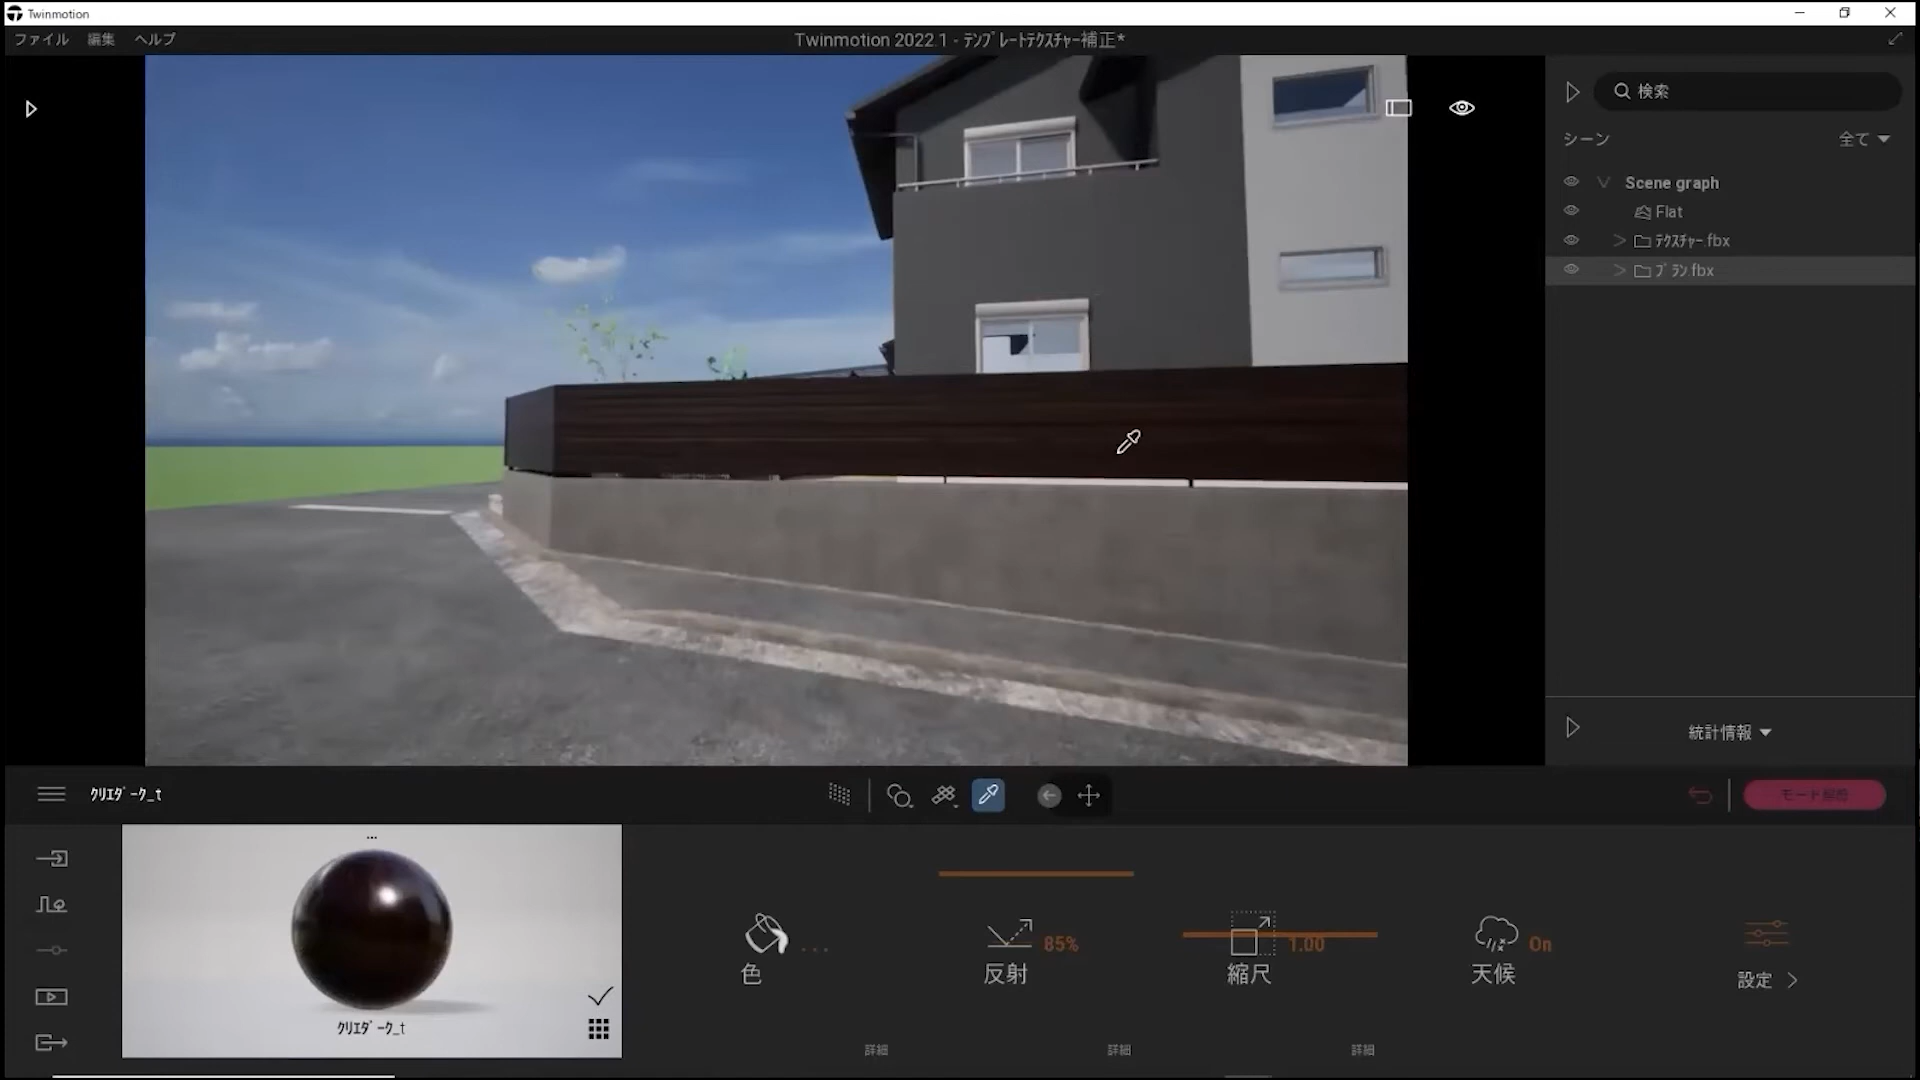 Twinmotion
ファイル 編集 ヘルプ
Twinmotion 2022.1 - ﾃﾝﾌﾟﾚｰﾄﾃｸｽﾁｬｰ補正*
検索
シーン
全て
Scene graph
Flat
ﾃｸｽﾁｬｰ.fbx
ﾌﾟﾗﾝ.fbx
統計情報
ｸﾘｴﾀﾞｰｸ_t
...
ｸﾘｴﾀﾞｰｸ_t
色
...
反射
85%
縮尺
1.00
天候
On
設定
詳細
詳細
詳細